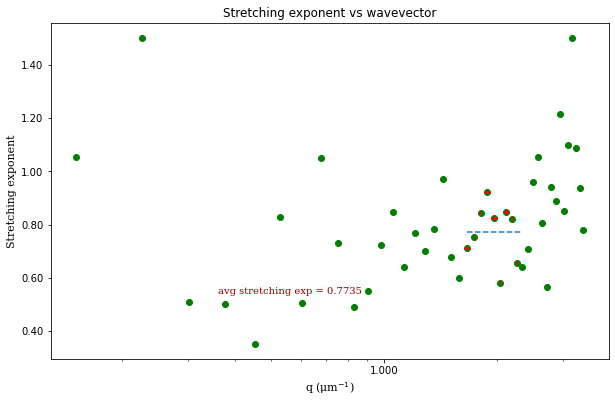 Stretching exponent vs wavevector
Stretching exponent
1.40
1.20
1.00
0.80
0.60
0.40
avg stretching exp = 0.7735
1.000
q (μm⁻¹)